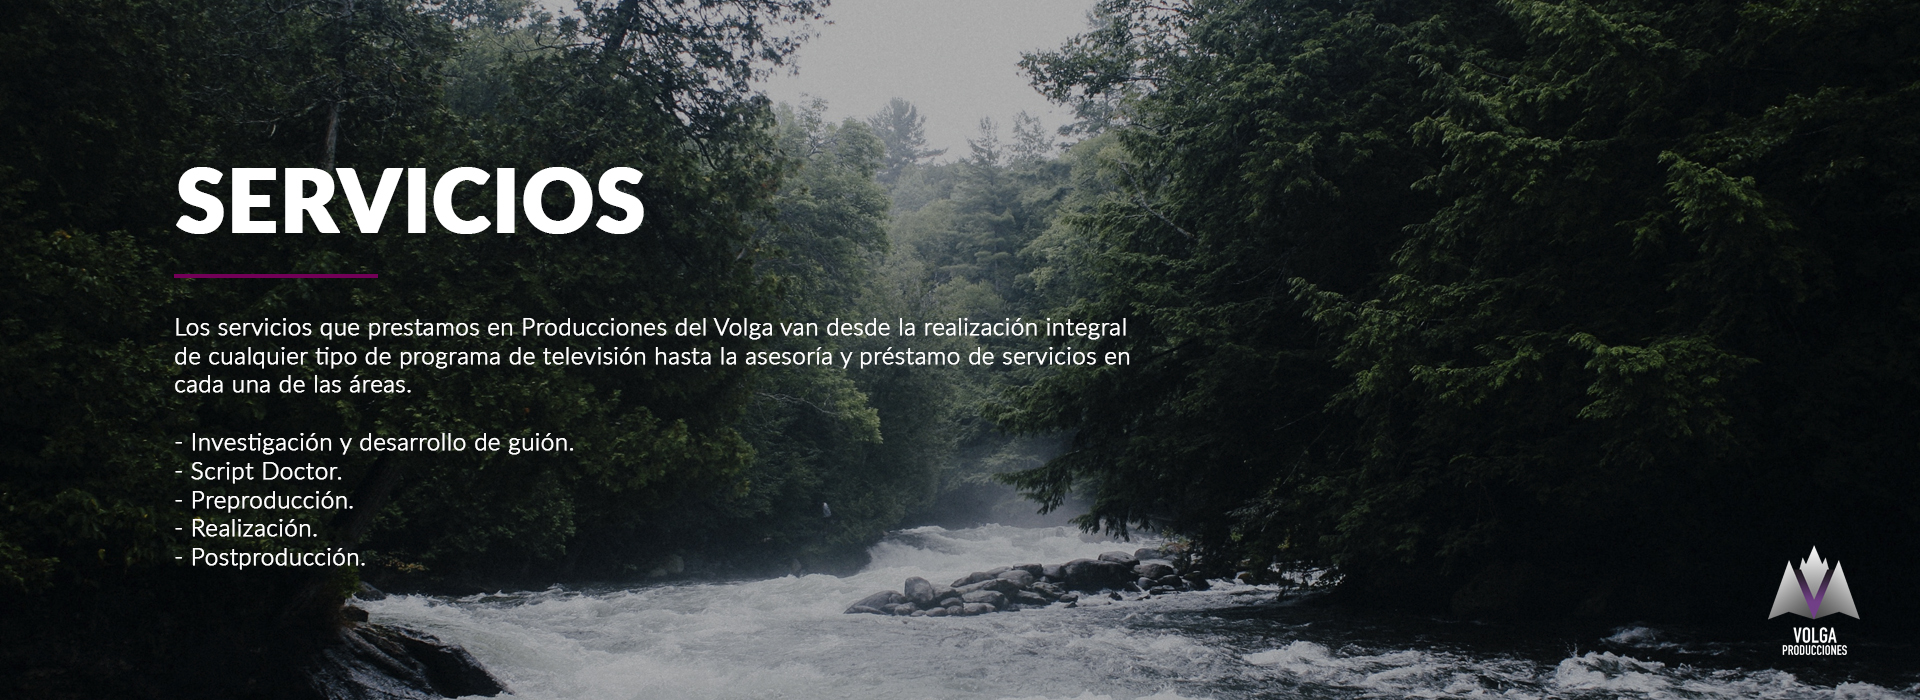 SERVICIOS
Los servicios que prestamos en Producciones del Volga van desde la realización integral
de cualquier tipo de programa de televisión hasta la asesoría y préstamo de servicios en
cada una de las áreas.
- Investigación y desarrollo de guión.
- Script Doctor.
- Preproducción.
- Realización.
- Postproducción.
VOLGA
PRODUCCIONES